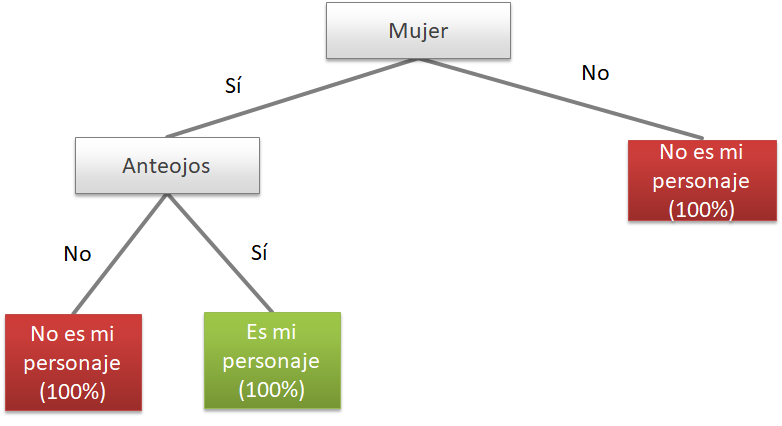 Mujer
Sí
No
Anteojos
No es mi
personaje
(100%)
No
Sí
No es mi
personaje
(100%)
Es mi
personaje
(100%)